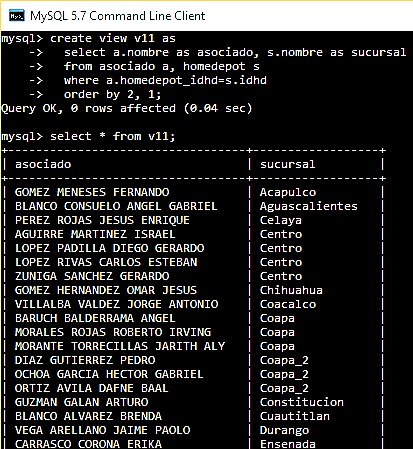 MySQL 5.7 Command Line Client
mysql> create view v11 as
    -> select a.nombre as asociado, s.nombre as sucursal
    -> from asociado a, homedepot s
    -> where a.homedepot_idhd=s.idhd
    -> order by 2, 1;
Query OK, 0 rows affected (0.04 sec)
mysql> select * from v11;
+--------------------------------+-----------------+
| asociado | sucursal
+--------------------------------+-----------------+
| GOMEZ MENESES FERNANDO | Acapulco
| BLANCO CONSUELO ANGEL GABRIEL | Aguascalientes
| PEREZ ROJAS JESUS ENRIQUE | Celaya
| AGUIRRE MARTINEZ ISRAEL | Centro
| LOPEZ PADILLA DIEGO GERARDO | Centro
| LOPEZ RIVAS CARLOS ESTEBAN | Centro
| ZUNIGA SANCHEZ GERARDO | Centro
| GOMEZ HERNANDEZ OMAR JESUS | Chihuahua
| VILLALBA VALDEZ JORGE ANTONIO | Coacalco
| BARUCH BALDERRAMA ANGEL | Coapa
| MORALES ROJAS ROBERTO IRVING | Coapa
| MORANTE TORRECILLAS JARITH ALY | Coapa
| DIAZ GUTIERREZ PEDRO | Coapa_2
| OCHOA GARCIA HECTOR GABRIEL | Coapa_2
| ORTIZ AVILA DAFNE BAAL | Coapa_2
| GUZMAN GALAN ARTURO | Constitucion
| BLANCO ALVAREZ BRENDA | Cuautitlan
| VEGA ARELLANO JAIME PAOLO | Durango
| CARRASCO CORONA ERIKA | Ensenada